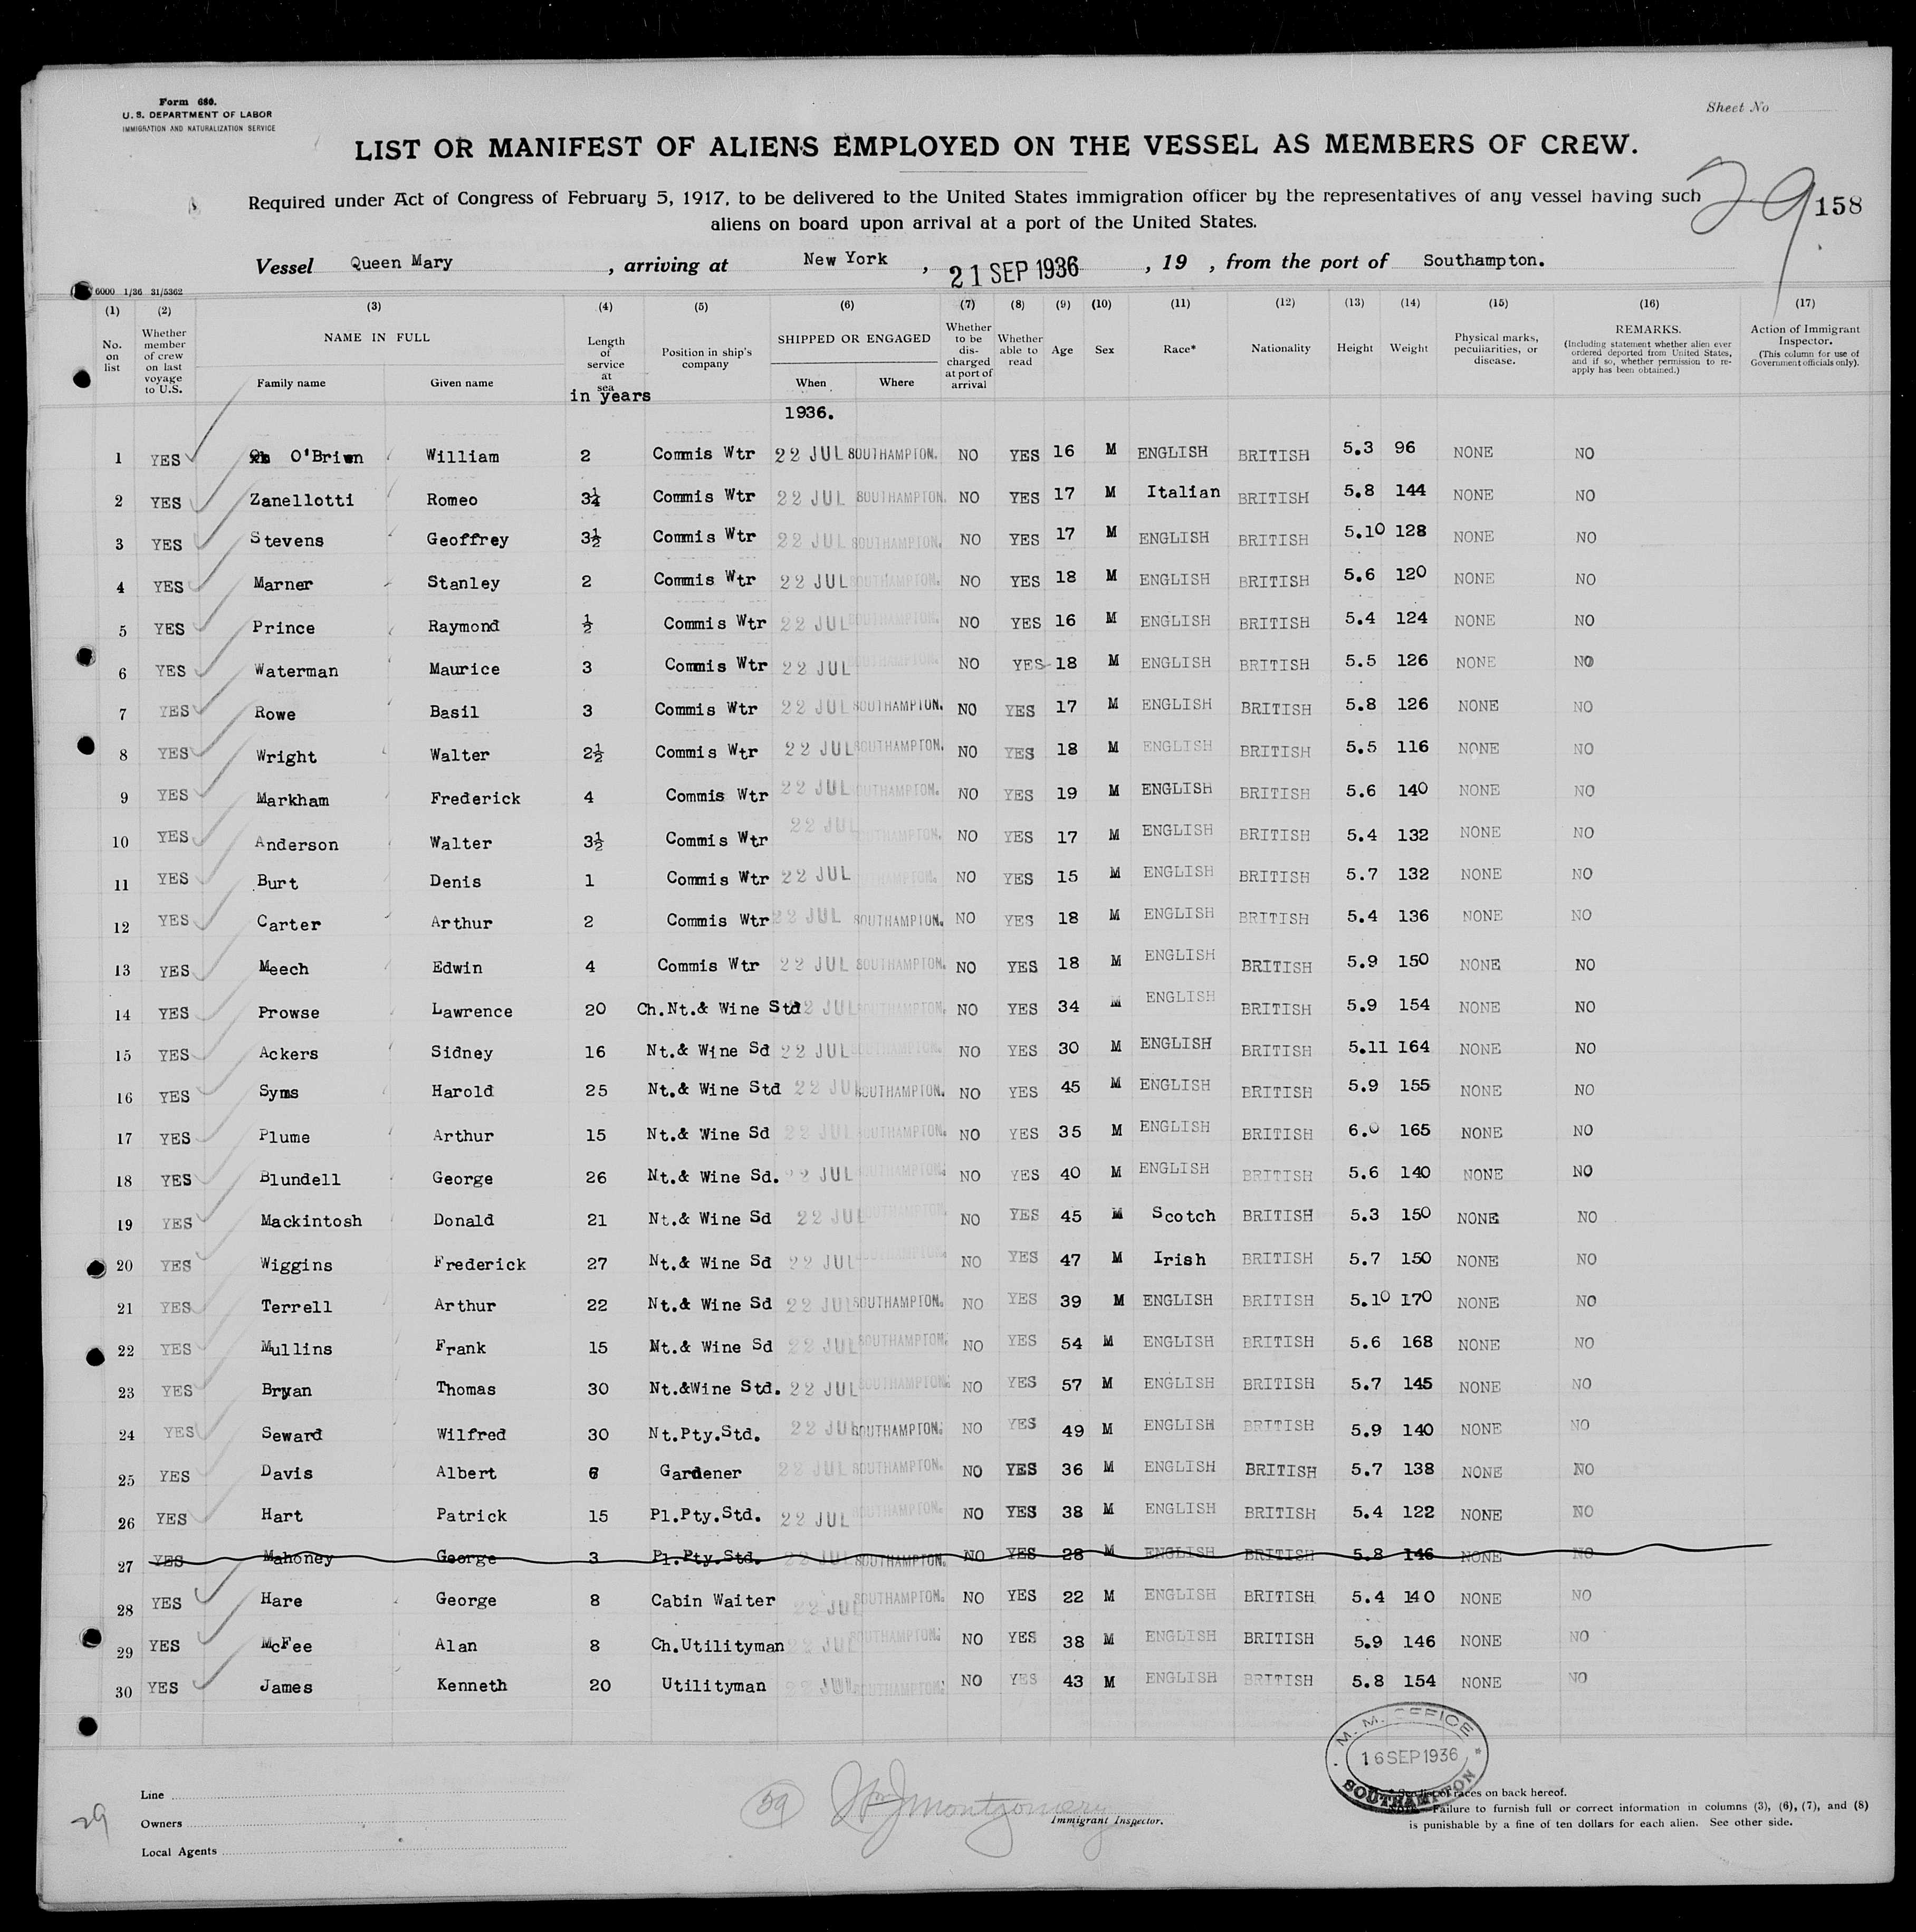 Form 680.
U. S. DEPARTMENT OF LABOR
IMMIGRATION AND NATURALIZATION SERVICE
Sheet No
LIST OR MANIFEST OF ALIENS EMPLOYED ON THE VESSEL AS MEMBERS OF CREW.
Required under Act of Congress of February 5, 1917, to be delivered to the United States immigration officer by the representatives of any vessel having such
aliens on board upon arrival at a port of the United States.
29 158
Vessel Queen Mary , arriving at New York , 21 SEP 1936 , 19 , from the port of Southampton.
6000 1/36 31/5362
(1) (2) (3) (4) (5) (6) (7) (8) (9) (10) (11) (12) (13) (14) (15) (16) (17)
No. on list Whether member of crew on last voyage to U.S. NAME IN FULL Family name Given name Length of service at sea in years Position in ship's company SHIPPED OR ENGAGED When Where Whether to be discharged at port of arrival Whether able to read Age Sex Race* Nationality Height Weight Physical marks, peculiarities, or disease. REMARKS. (Including statement whether alien ever ordered deported from United States, and if so, whether permission to re-apply has been obtained.) Action of Immigrant Inspector. (This column for use of Government officials only).
1936.
1 YES O'Brien William 2 Commis Wtr 22 JUL SOUTHAMPTON. NO YES 16 M ENGLISH BRITISH 5.3 96 NONE NO
2 YES Zanellotti Romeo 3¼ Commis Wtr 22 JUL SOUTHAMPTON. NO YES 17 M Italian BRITISH 5.8 144 NONE NO
3 YES Stevens Geoffrey 3½ Commis Wtr 22 JUL SOUTHAMPTON. NO YES 17 M ENGLISH BRITISH 5.10 128 NONE NO
4 YES Marner Stanley 2 Commis Wtr 22 JUL SOUTHAMPTON. NO YES 18 M ENGLISH BRITISH 5.6 120 NONE NO
5 YES Prince Raymond ½ Commis Wtr 22 JUL SOUTHAMPTON. NO YES 16 M ENGLISH BRITISH 5.4 124 NONE NO
6 YES Waterman Maurice 3 Commis Wtr 22 JUL SOUTHAMPTON. NO YES 18 M ENGLISH BRITISH 5.5 126 NONE NO
7 YES Rowe Basil 3 Commis Wtr 22 JUL SOUTHAMPTON. NO YES 17 M ENGLISH BRITISH 5.8 126 NONE NO
8 YES Wright Walter 2½ Commis Wtr 22 JUL SOUTHAMPTON. NO YES 18 M ENGLISH BRITISH 5.5 116 NONE NO
9 YES Markham Frederick 4 Commis Wtr 22 JUL SOUTHAMPTON. NO YES 19 M ENGLISH BRITISH 5.6 140 NONE NO
10 YES Anderson Walter 3½ Commis Wtr 22 JUL SOUTHAMPTON. NO YES 17 M ENGLISH BRITISH 5.4 132 NONE NO
11 YES Burt Denis 1 Commis Wtr 22 JUL SOUTHAMPTON. NO YES 15 M ENGLISH BRITISH 5.7 132 NONE NO
12 YES Carter Arthur 2 Commis Wtr 22 JUL SOUTHAMPTON. NO YES 18 M ENGLISH BRITISH 5.4 136 NONE NO
13 YES Meech Edwin 4 Commis Wtr 22 JUL SOUTHAMPTON. NO YES 18 M ENGLISH BRITISH 5.9 150 NONE NO
14 YES Prowse Lawrence 20 Ch.Nt.& Wine Std 22 JUL SOUTHAMPTON. NO YES 34 M ENGLISH BRITISH 5.9 154 NONE NO
15 YES Ackers Sidney 16 Nt.& Wine Sd 22 JUL SOUTHAMPTON. NO YES 30 M ENGLISH BRITISH 5.11 164 NONE NO
16 YES Syms Harold 25 Nt.& Wine Std 22 JUL SOUTHAMPTON. NO YES 45 M ENGLISH BRITISH 5.9 155 NONE NO
17 YES Plume Arthur 15 Nt.& Wine Sd 22 JUL SOUTHAMPTON. NO YES 35 M ENGLISH BRITISH 6.0 165 NONE NO
18 YES Blundell George 26 Nt.& Wine Sd. 22 JUL SOUTHAMPTON. NO YES 40 M ENGLISH BRITISH 5.6 140 NONE NO
19 YES Mackintosh Donald 21 Nt.& Wine Sd 22 JUL SOUTHAMPTON. NO YES 45 M Scotch BRITISH 5.3 150 NONE NO
20 YES Wiggins Frederick 27 Nt.& Wine Sd 22 JUL SOUTHAMPTON. NO YES 47 M Irish BRITISH 5.7 150 NONE NO
21 YES Terrell Arthur 22 Nt.& Wine Sd 22 JUL SOUTHAMPTON. NO YES 39 M ENGLISH BRITISH 5.10 170 NONE NO
22 YES Mullins Frank 15 Nt.& Wine Sd 22 JUL SOUTHAMPTON. NO YES 54 M ENGLISH BRITISH 5.6 168 NONE NO
23 YES Bryan Thomas 30 Nt.&Wine Std. 22 JUL SOUTHAMPTON. NO YES 57 M ENGLISH BRITISH 5.7 145 NONE NO
24 YES Seward Wilfred 30 Nt.Pty.Std. 22 JUL SOUTHAMPTON. NO YES 49 M ENGLISH BRITISH 5.9 140 NONE NO
25 YES Davis Albert 6 Gardener 22 JUL SOUTHAMPTON. NO YES 36 M ENGLISH BRITISH 5.7 138 NONE NO
26 YES Hart Patrick 15 Pl.Pty.Std. 22 JUL SOUTHAMPTON. NO YES 38 M ENGLISH BRITISH 5.4 122 NONE NO
27 YES Mahoney George 3 Pl.Pty.Std. 22 JUL SOUTHAMPTON. NO YES 28 M ENGLISH BRITISH 5.8 146 NONE NO
28 YES Hare George 8 Cabin Waiter 22 JUL SOUTHAMPTON. NO YES 22 M ENGLISH BRITISH 5.4 140 NONE NO
29 YES McFee Alan 8 Ch.Utilityman 22 JUL SOUTHAMPTON. NO YES 38 M ENGLISH BRITISH 5.9 146 NONE NO
30 YES James Kenneth 20 Utilityman 22 JUL SOUTHAMPTON. NO YES 43 M ENGLISH BRITISH 5.8 154 NONE NO
M. M. OFFICE
16 SEP 1936
SOUTHAMPTON
Line
Owners
Local Agents
29
59
Wm J Montgomery
Immigrant Inspector.
of races on back hereof.
Failure to furnish full or correct information in columns (3), (6), (7), and (8)
is punishable by a fine of ten dollars for each alien. See other side.